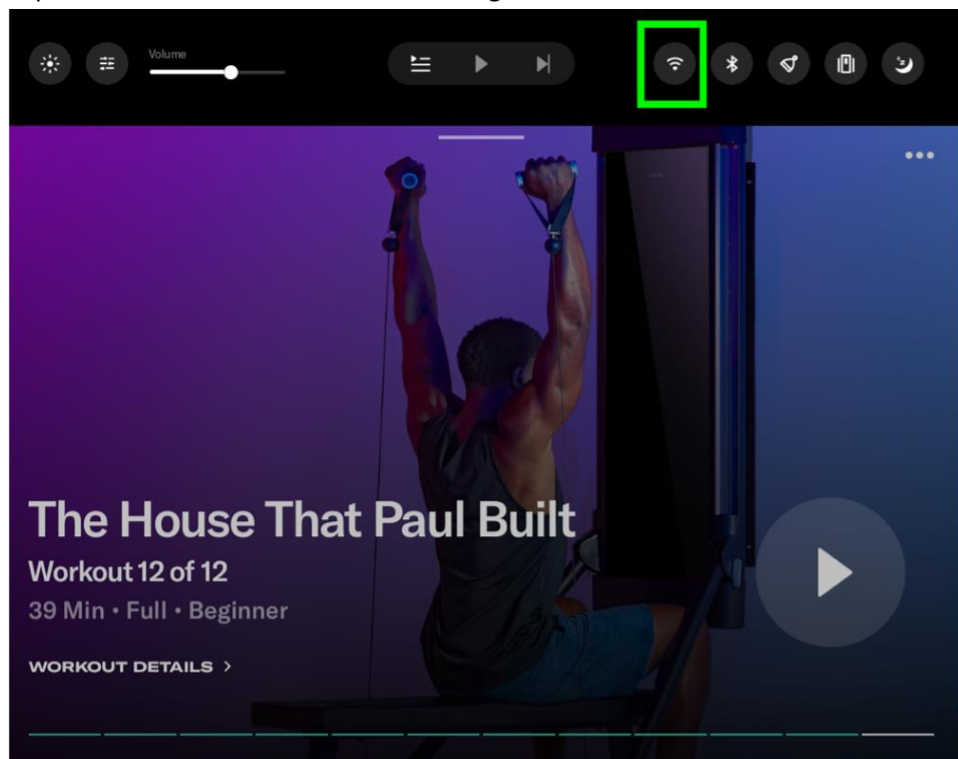 Volume
The House That Paul Built
Workout 12 of 12
39 Min • Full • Beginner
WORKOUT DETAILS >